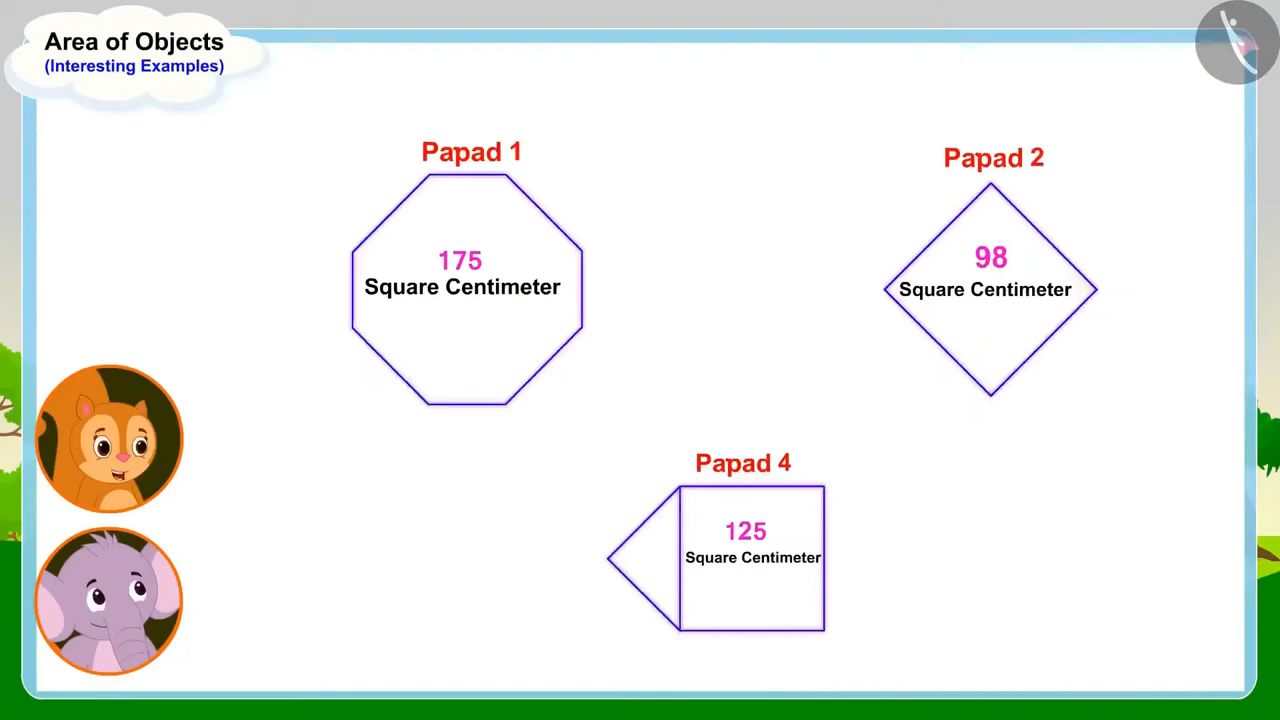 Area of Objects
(Interesting Examples)
Papad 1
175
Square Centimeter
Papad 2
98
Square Centimeter
Papad 4
125
Square Centimeter